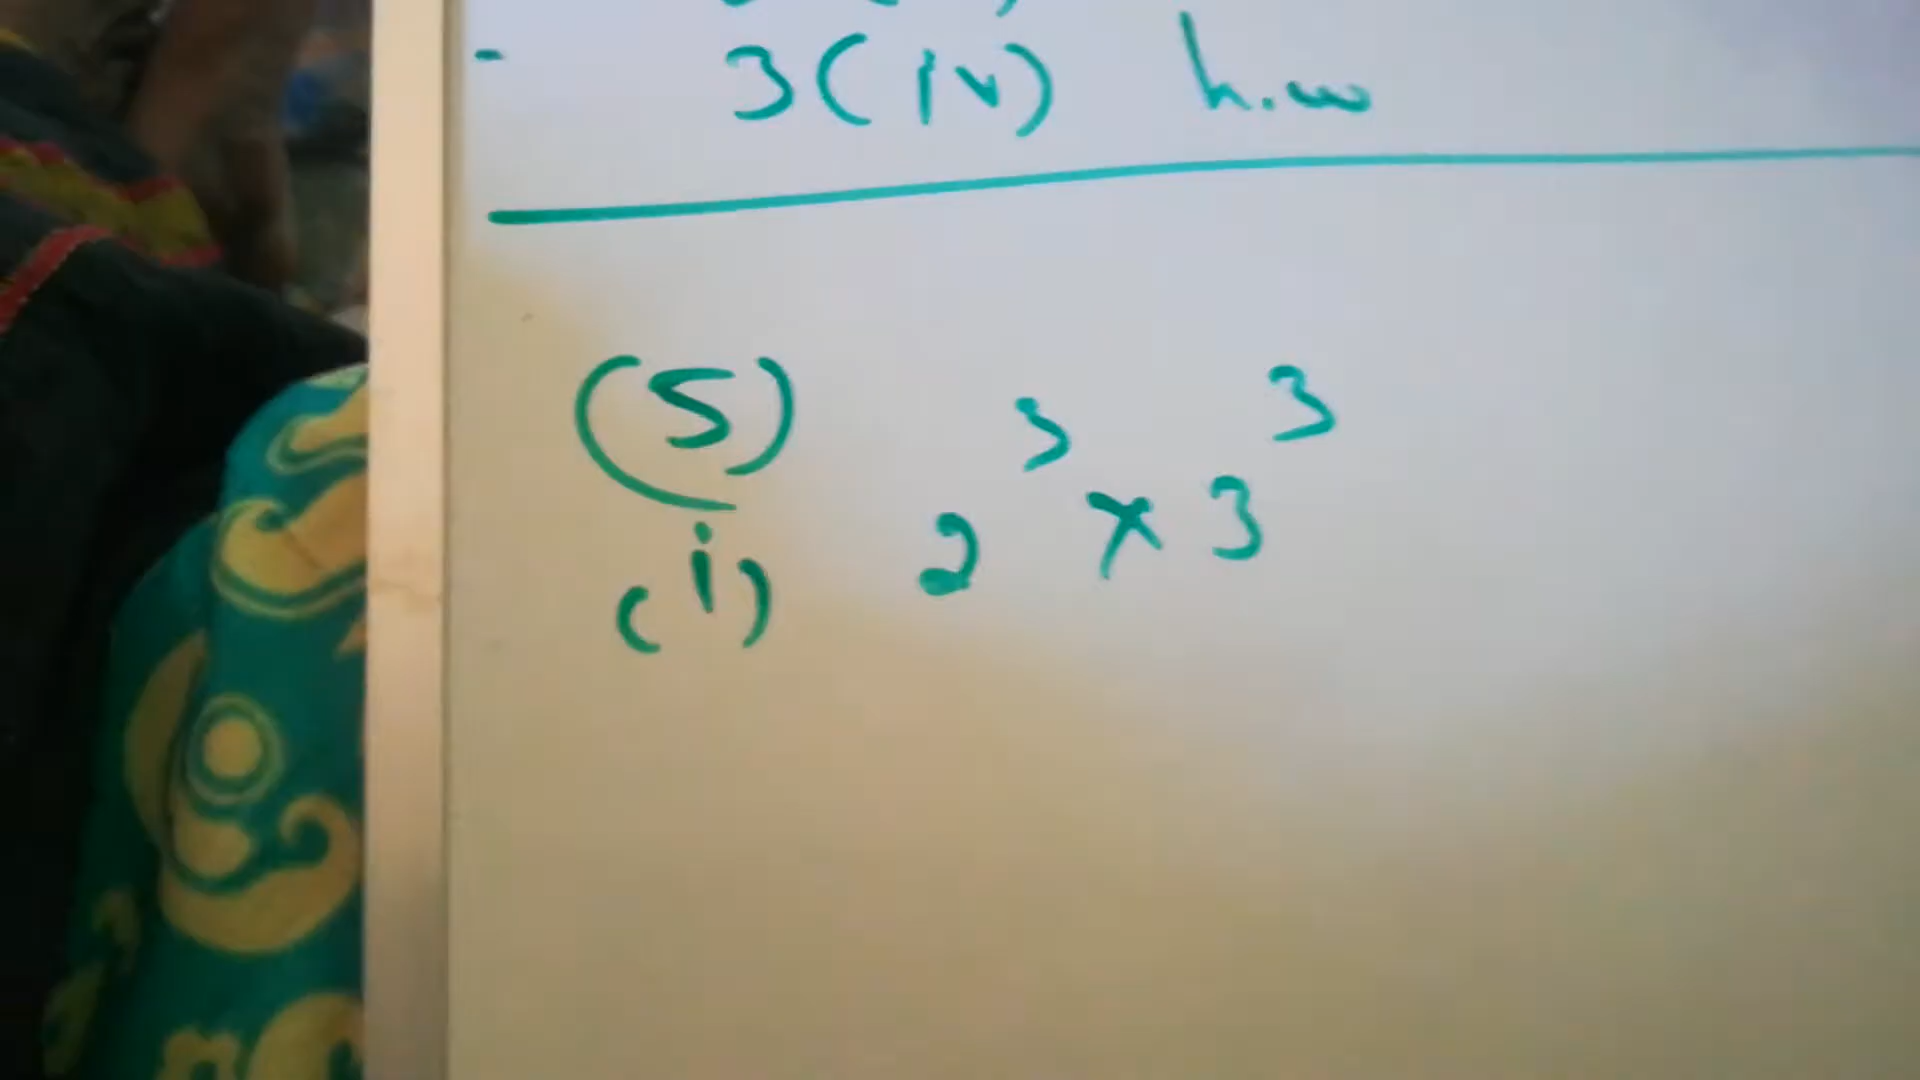 - 3(iv) h.w
(5)
(i) 2³ × 3³